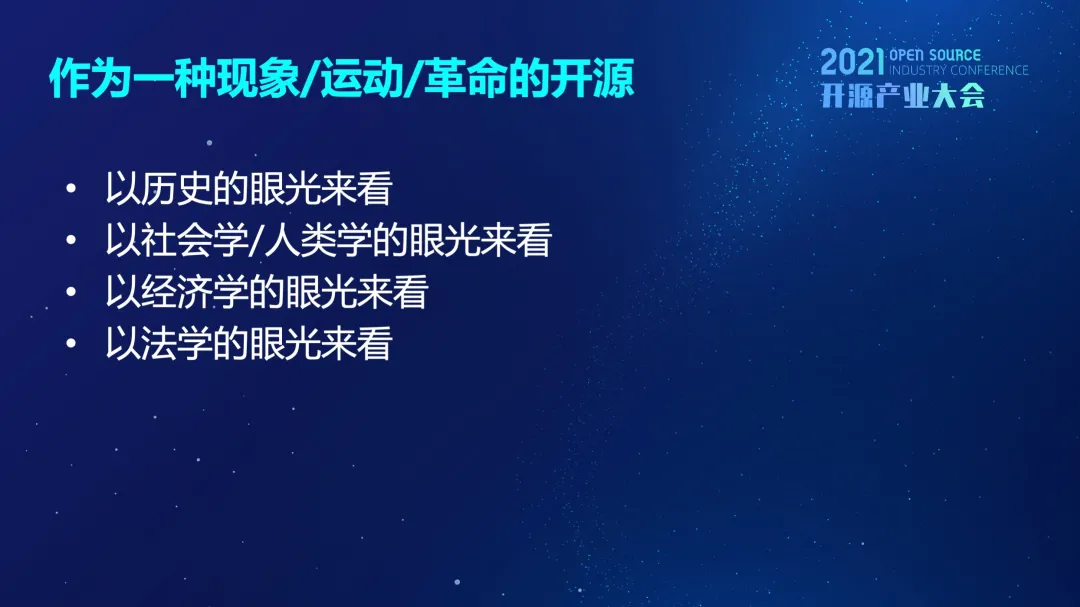 作为一种现象/运动/革命的开源
2021 OPEN SOURCE
INDUSTRY CONFERENCE
开源产业大会
• 以历史的眼光来看
• 以社会学/人类学的眼光来看
• 以经济学的眼光来看
• 以法学的眼光来看